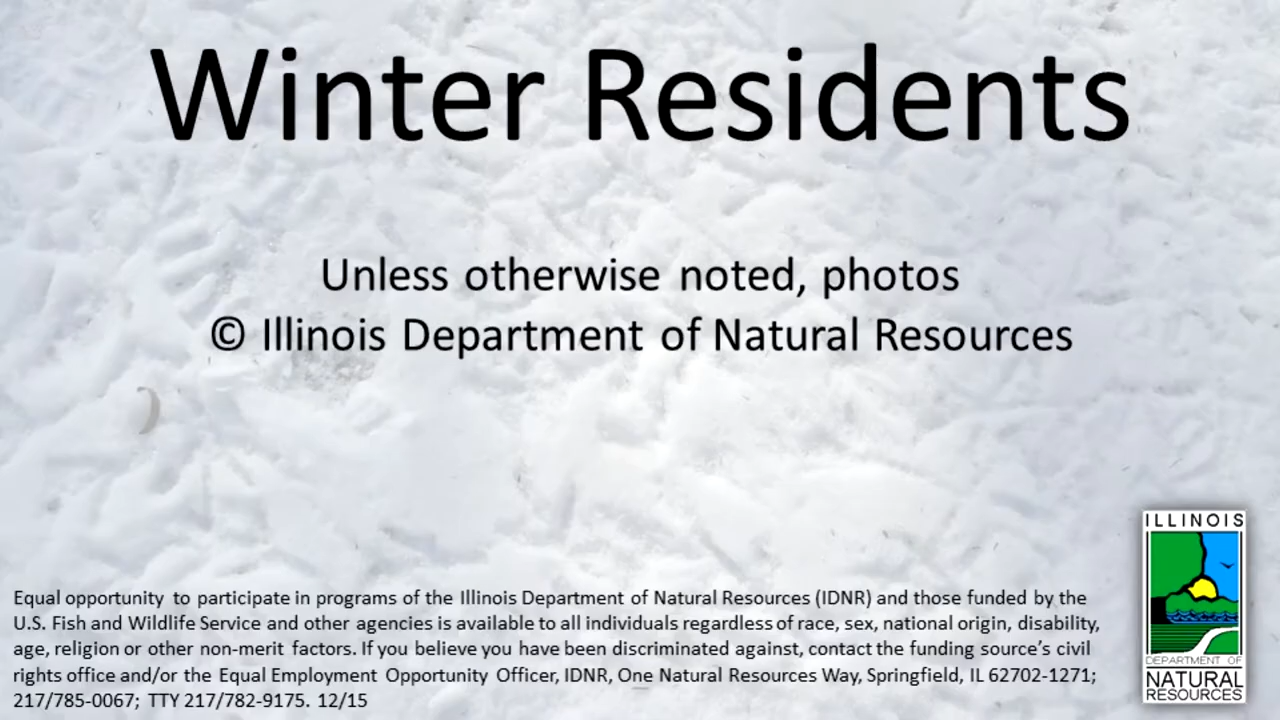 Winter Residents
Unless otherwise noted, photos
© Illinois Department of Natural Resources
Equal opportunity to participate in programs of the Illinois Department of Natural Resources (IDNR) and those funded by the
U.S. Fish and Wildlife Service and other agencies is available to all individuals regardless of race, sex, national origin, disability,
age, religion or other non-merit factors. If you believe you have been discriminated against, contact the funding source's civil
rights office and/or the Equal Employment Opportunity Officer, IDNR, One Natural Resources Way, Springfield, IL 62702-1271;
217/785-0067; TTY 217/782-9175. 12/15
ILLINOIS
DEPARTMENT OF
NATURAL
RESOURCES